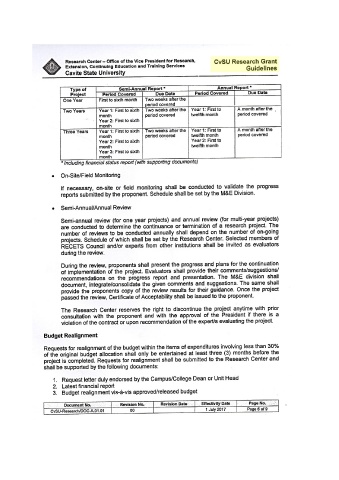 Research Center – Office of the Vice President for Research,
Extension, Continuing Education and Training Services
Cavite State University
CvSU Research Grant
Guidelines
Type of Project | Semi-Annual Report * | Annual Report *
Period Covered | Due Date | Period Covered | Due Date
One Year | First to sixth month | Two weeks after the period covered
Two Years | Year 1: First to sixth month Year 2: First to sixth month | Two weeks after the period covered | Year 1: First to twelfth month | A month after the period covered
Three Years | Year 1: First to sixth month Year 2: First to sixth month Year 3: First to sixth month | Two weeks after the period covered | Year 1: First to twelfth month Year 2: First to twelfth month | A month after the period covered
* Including financial status report (with supporting documents)
• On-Site/Field Monitoring
If necessary, on-site or field monitoring shall be conducted to validate the progress
reports submitted by the proponent. Schedule shall be set by the M&E Division.
• Semi-Annual/Annual Review
Semi-annual review (for one year projects) and annual review (for multi-year projects)
are conducted to determine the continuance or termination of a research project. The
number of reviews to be conducted annually shall depend on the number of on-going
projects. Schedule of which shall be set by the Research Center. Selected members of
RECETS Council and/or experts from other institutions shall be invited as evaluators
during the review.
During the review, proponents shall present the progress and plans for the continuation
of implementation of the project. Evaluators shall provide their comments/suggestions/
recommendations on the progress report and presentation. The M&E division shall
document, integrate/consolidate the given comments and suggestions. The same shall
provide the proponents copy of the review results for their guidance. Once the project
passed the review, Certificate of Acceptability shall be issued to the proponent.
The Research Center reserves the right to discontinue the project anytime with prior
consultation with the proponent and with the approval of the President if there is a
violation of the contract or upon recommendation of the experts evaluating the project.
Budget Realignment
Requests for realignment of the budget within the items of expenditures involving less than 30%
of the original budget allocation shall only be entertained at least three (3) months before the
project is completed. Requests for realignment shall be submitted to the Research Center and
shall be supported by the following documents:
1. Request letter duly endorsed by the Campus/College Dean or Unit Head
2. Latest financial report
3. Budget realignment vis-à-vis approved/released budget
Document No. | Revision No. | Revision Date | Effectivity Date | Page No.
00 | 1 July 2017 | Page 6 of 9